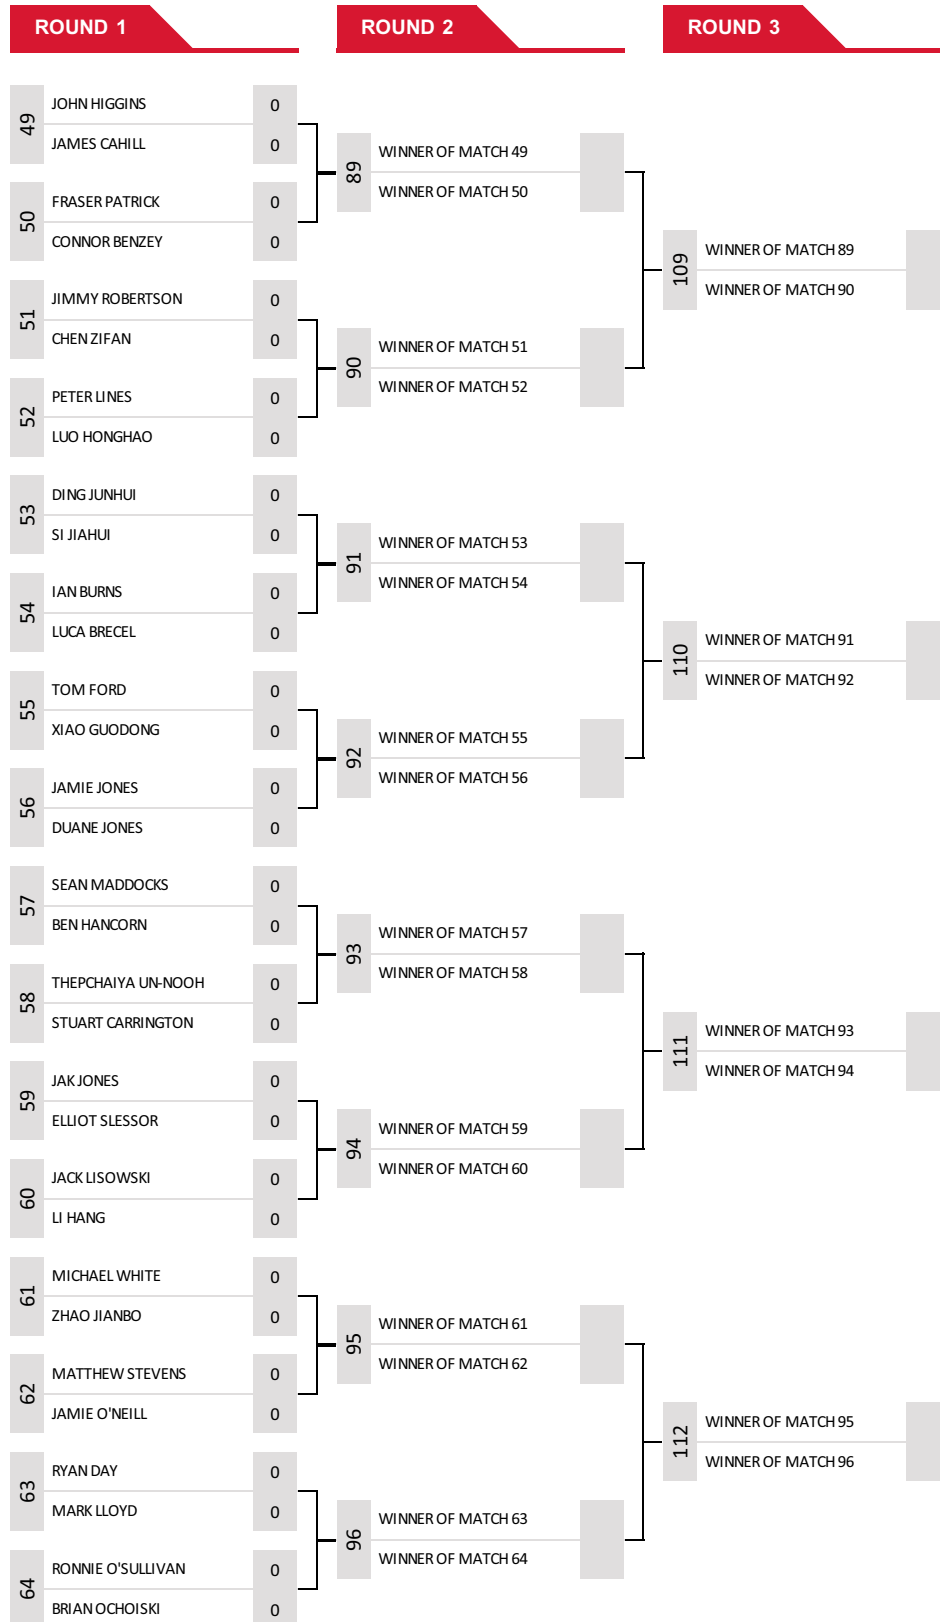 ROUND 1
ROUND 2
ROUND 3
49
JOHN HIGGINS 0
JAMES CAHILL 0
50
FRASER PATRICK 0
CONNOR BENZEY 0
51
JIMMY ROBERTSON 0
CHEN ZIFAN 0
52
PETER LINES 0
LUO HONGHAO 0
53
DING JUNHUI 0
SI JIAHUI 0
54
IAN BURNS 0
LUCA BRECEL 0
55
TOM FORD 0
XIAO GUODONG 0
56
JAMIE JONES 0
DUANE JONES 0
57
SEAN MADDOCKS 0
BEN HANCORN 0
58
THEPCHAIYA UN-NOOH 0
STUART CARRINGTON 0
59
JAK JONES 0
ELLIOT SLESSOR 0
60
JACK LISOWSKI 0
LI HANG 0
61
MICHAEL WHITE 0
ZHAO JIANBO 0
62
MATTHEW STEVENS 0
JAMIE O'NEILL 0
63
RYAN DAY 0
MARK LLOYD 0
64
RONNIE O'SULLIVAN 0
BRIAN OCHOISKI 0
89
WINNER OF MATCH 49
WINNER OF MATCH 50
90
WINNER OF MATCH 51
WINNER OF MATCH 52
91
WINNER OF MATCH 53
WINNER OF MATCH 54
92
WINNER OF MATCH 55
WINNER OF MATCH 56
93
WINNER OF MATCH 57
WINNER OF MATCH 58
94
WINNER OF MATCH 59
WINNER OF MATCH 60
95
WINNER OF MATCH 61
WINNER OF MATCH 62
96
WINNER OF MATCH 63
WINNER OF MATCH 64
109
WINNER OF MATCH 89
WINNER OF MATCH 90
110
WINNER OF MATCH 91
WINNER OF MATCH 92
111
WINNER OF MATCH 93
WINNER OF MATCH 94
112
WINNER OF MATCH 95
WINNER OF MATCH 96